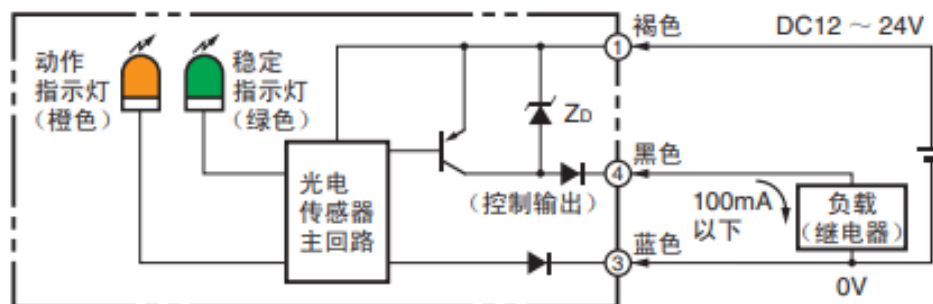 褐色
DC12 ~ 24V
①
动作
指示灯
（橙色）
稳定
指示灯
（绿色）
ZD
黑色
④
光电
传感器
主回路
（控制输出）
100mA
以下
负载
（继电器）
蓝色
③
0V